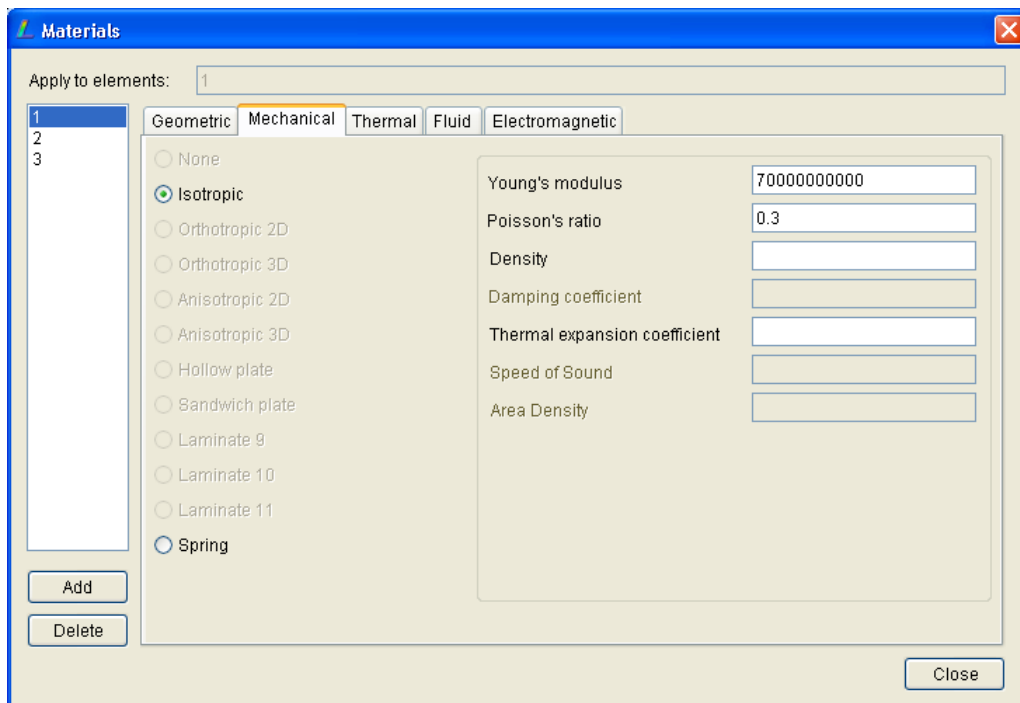 Materials
Apply to elements: 1
1
2
3
Geometric Mechanical Thermal Fluid Electromagnetic
None
Isotropic
Orthotropic 2D
Orthotropic 3D
Anisotropic 2D
Anisotropic 3D
Hollow plate
Sandwich plate
Laminate 9
Laminate 10
Laminate 11
Spring
Young's modulus 70000000000
Poisson's ratio 0.3
Density
Damping coefficient
Thermal expansion coefficient
Speed of Sound
Area Density
Add
Delete
Close